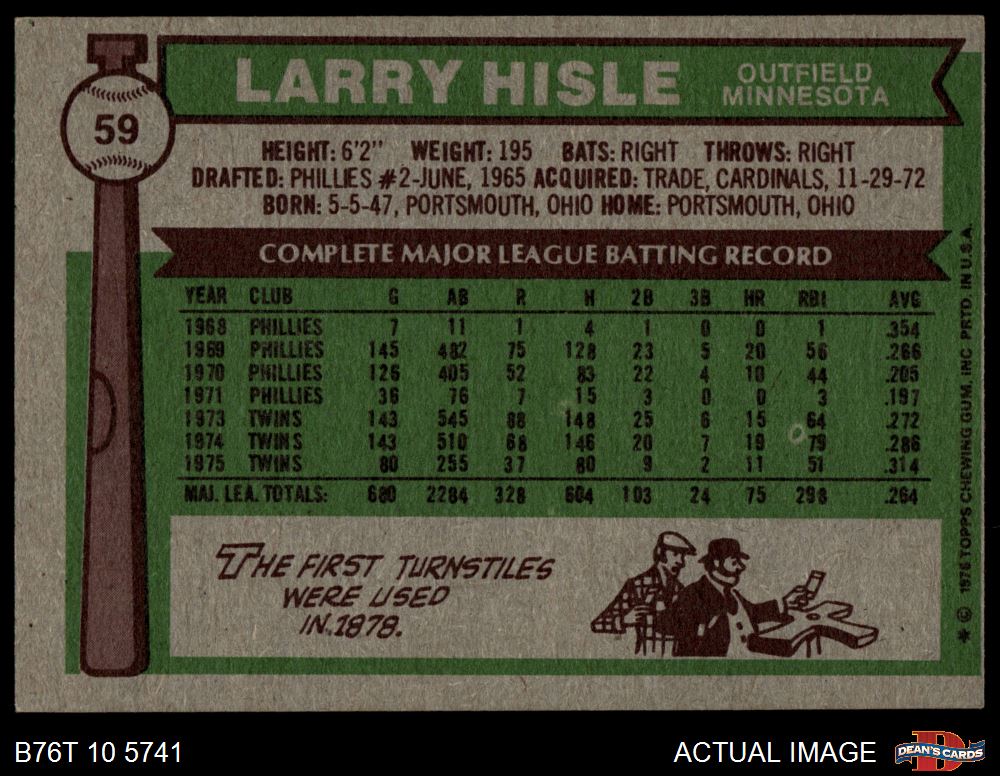 LARRY HISLE
OUTFIELD
MINNESOTA
59
HEIGHT: 6'2" WEIGHT: 195 BATS: RIGHT THROWS: RIGHT
DRAFTED: PHILLIES #2-JUNE, 1965 ACQUIRED: TRADE, CARDINALS, 11-29-72
BORN: 5-5-47, PORTSMOUTH, OHIO HOME: PORTSMOUTH, OHIO
COMPLETE MAJOR LEAGUE BATTING RECORD
YEAR CLUB G AB R H 2B 3B HR RBI AVG
1968 PHILLIES 7 11 1 4 1 0 0 1 .354
1969 PHILLIES 145 482 75 128 23 5 20 56 .266
1970 PHILLIES 126 405 52 83 22 4 10 44 .205
1971 PHILLIES 36 76 7 15 3 0 0 3 .197
1973 TWINS 143 545 88 148 25 6 15 64 .272
1974 TWINS 143 510 68 146 20 7 19 79 .286
1975 TWINS 80 255 37 80 9 2 11 51 .314
MAJ. LEA. TOTALS: 680 2284 328 604 103 24 75 298 .264
THE FIRST TURNSTILES
WERE USED
IN 1878.
* © 1976 TOPPS CHEWING GUM, INC. PRTD. IN U.S.A.
B76T 10 5741
ACTUAL IMAGE
DEAN'S CARDS